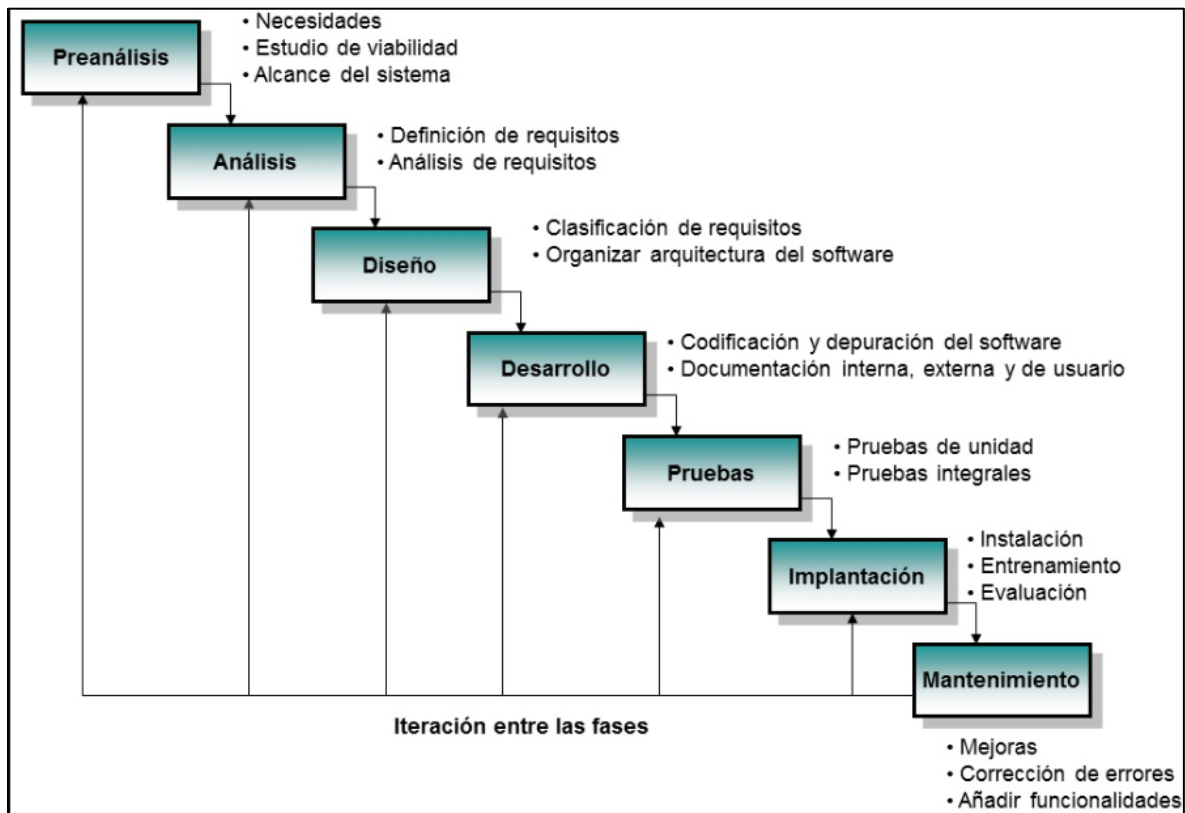 Preanálisis
• Necesidades
• Estudio de viabilidad
• Alcance del sistema
Análisis
• Definición de requisitos
• Análisis de requisitos
Diseño
• Clasificación de requisitos
• Organizar arquitectura del software
Desarrollo
• Codificación y depuración del software
• Documentación interna, externa y de usuario
Pruebas
• Pruebas de unidad
• Pruebas integrales
Implantación
• Instalación
• Entrenamiento
• Evaluación
Mantenimiento
Iteración entre las fases
• Mejoras
• Corrección de errores
• Añadir funcionalidades